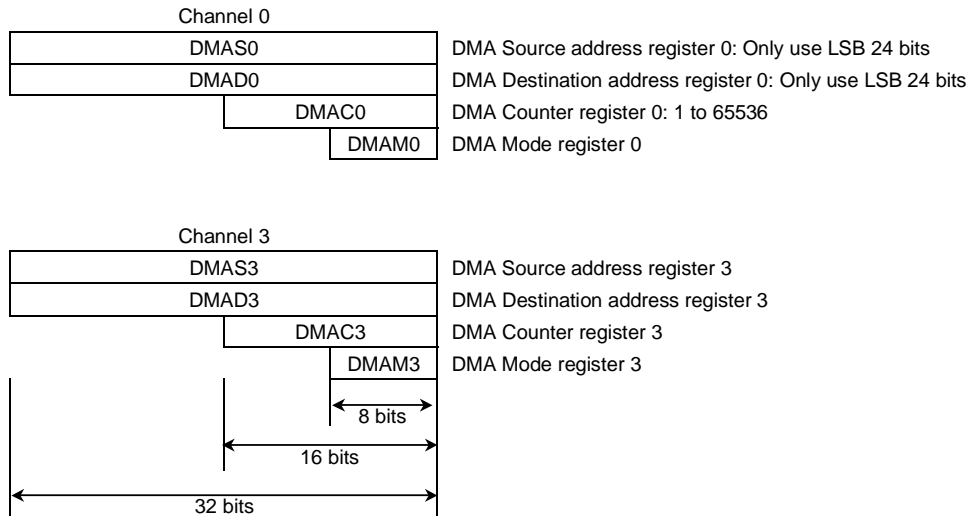 Channel 0
DMAS0 DMA Source address register 0: Only use LSB 24 bits
DMAD0 DMA Destination address register 0: Only use LSB 24 bits
DMAC0 DMA Counter register 0: 1 to 65536
DMAM0 DMA Mode register 0
Channel 3
DMAS3 DMA Source address register 3
DMAD3 DMA Destination address register 3
DMAC3 DMA Counter register 3
DMAM3 DMA Mode register 3
8 bits
16 bits
32 bits